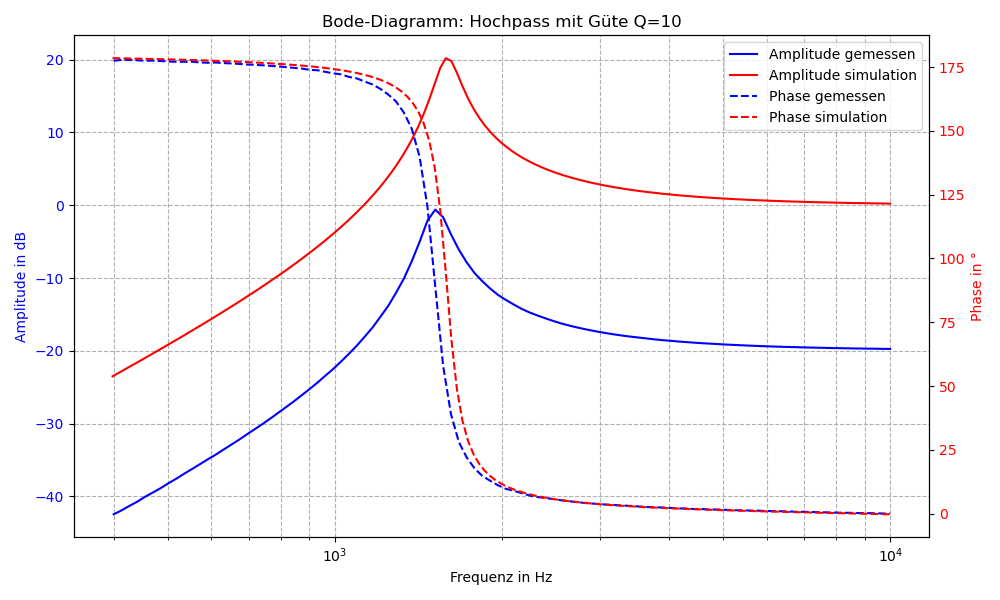 Bode-Diagramm: Hochpass mit Güte Q=10
Amplitude gemessen
Amplitude simulation
Phase gemessen
Phase simulation
20
10
0
−10
−20
−30
−40
Amplitude in dB
175
150
125
100
75
50
25
0
Phase in °
10³
10⁴
Frequenz in Hz